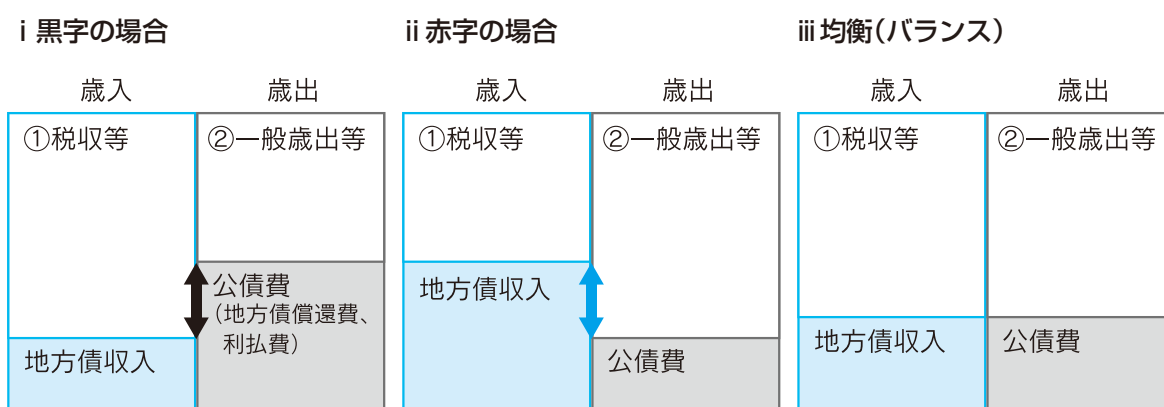 ⅰ 黒字の場合
歳入
歳出
①税収等
②一般歳出等
公債費
（地方債償還費、
利払費）
地方債収入
ⅱ 赤字の場合
歳入
歳出
①税収等
②一般歳出等
地方債収入
公債費
ⅲ 均衡（バランス）
歳入
歳出
①税収等
②一般歳出等
地方債収入
公債費